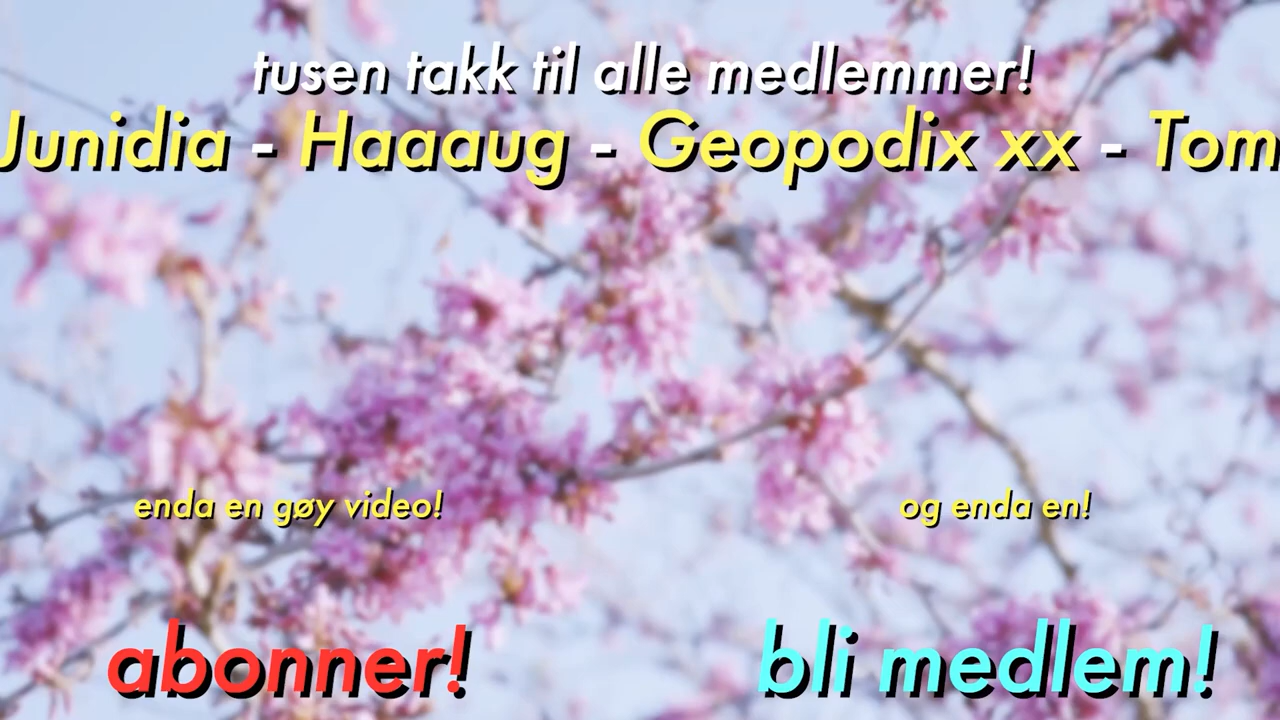 tusen takk til alle medlemmer!
Junidia - Haaaug - Geopodix xx - Tom
enda en gøy video!
og enda en!
abonner!
bli medlem!